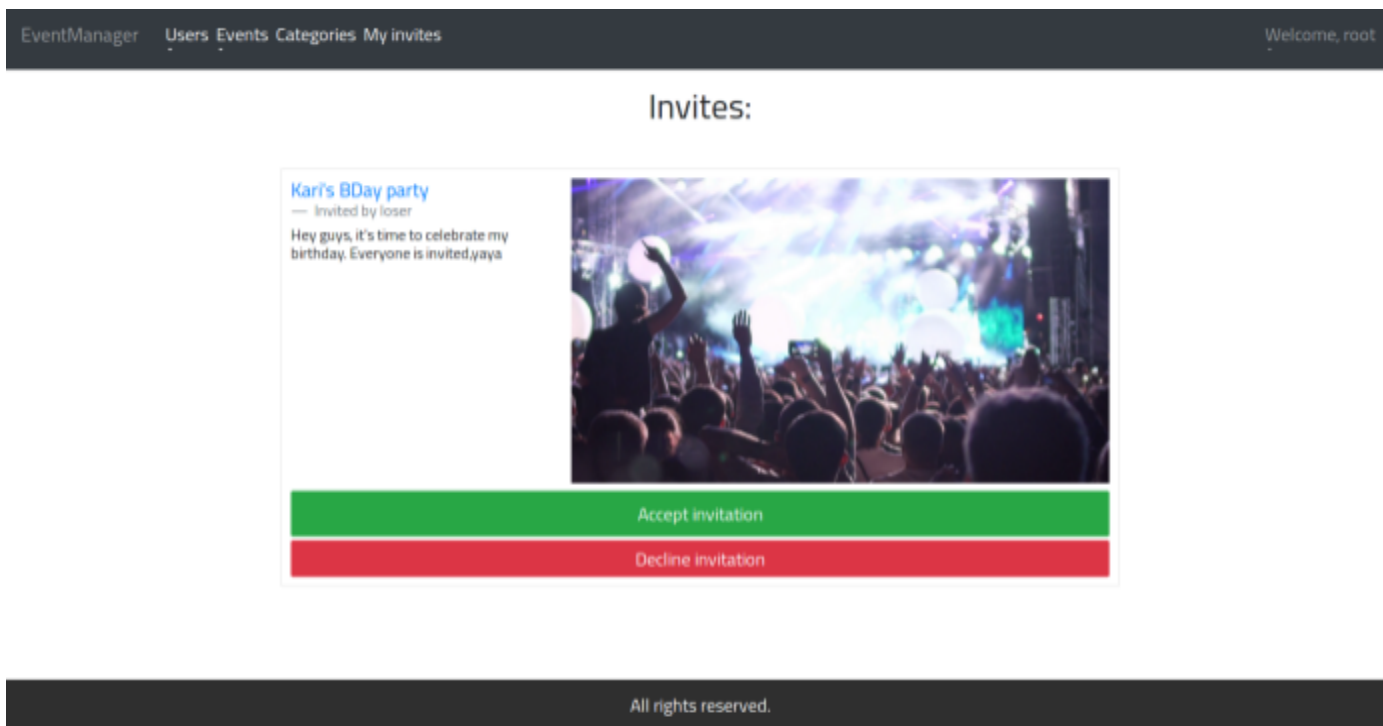 EventManager Users Events Categories My invites Welcome, root
Invites:
Kari's BDay party
— Invited by loser
Hey guys, it's time to celebrate my
birthday. Everyone is invited,yaya
Accept invitation
Decline invitation
All rights reserved.